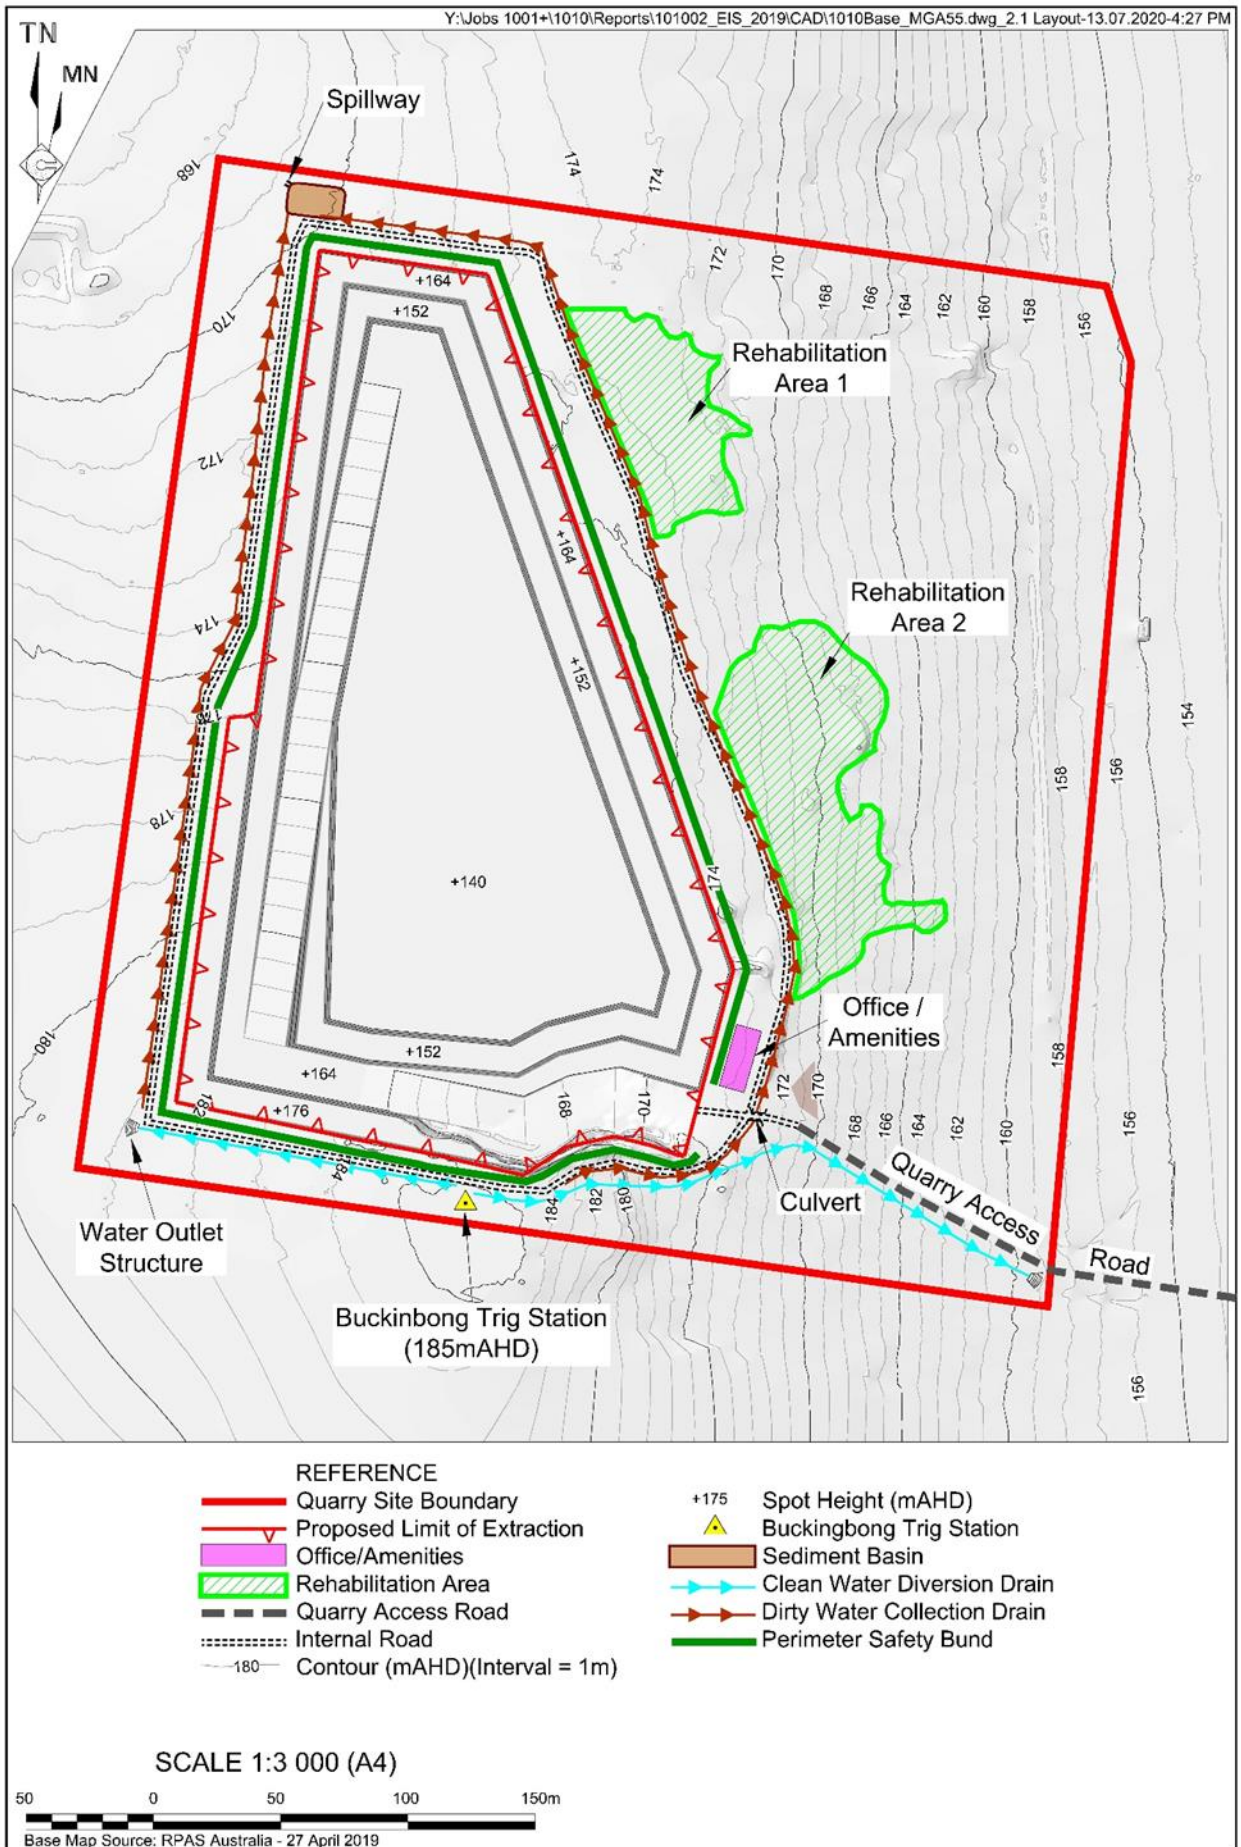 Y:\Jobs 1001+\1010\Reports\101002_EIS_2019\CAD\1010Base_MGA55.dwg_2.1 Layout-13.07.2020-4:27 PM
TN
MN
Spillway
168
174
174
172
170
168
166
164
162
160
158
156
+164
+152
170
Rehabilitation
Area 1
172
+164
Rehabilitation
Area 2
174
+152
176
154
158
156
178
174
+140
180
Office /
Amenities
+152
+164
172
170
158
182
+176
168
170
168
166
164
162
160
156
184
184
182
180
Culvert
Quarry Access
Road
Water Outlet
Structure
Buckinbong Trig Station
(185mAHD)
156
REFERENCE
Quarry Site Boundary
Proposed Limit of Extraction
Office/Amenities
Rehabilitation Area
Quarry Access Road
Internal Road
180 Contour (mAHD)(Interval = 1m)
+175 Spot Height (mAHD)
Buckingbong Trig Station
Sediment Basin
Clean Water Diversion Drain
Dirty Water Collection Drain
Perimeter Safety Bund
SCALE 1:3 000 (A4)
50 0 50 100 150m
Base Map Source: RPAS Australia - 27 April 2019